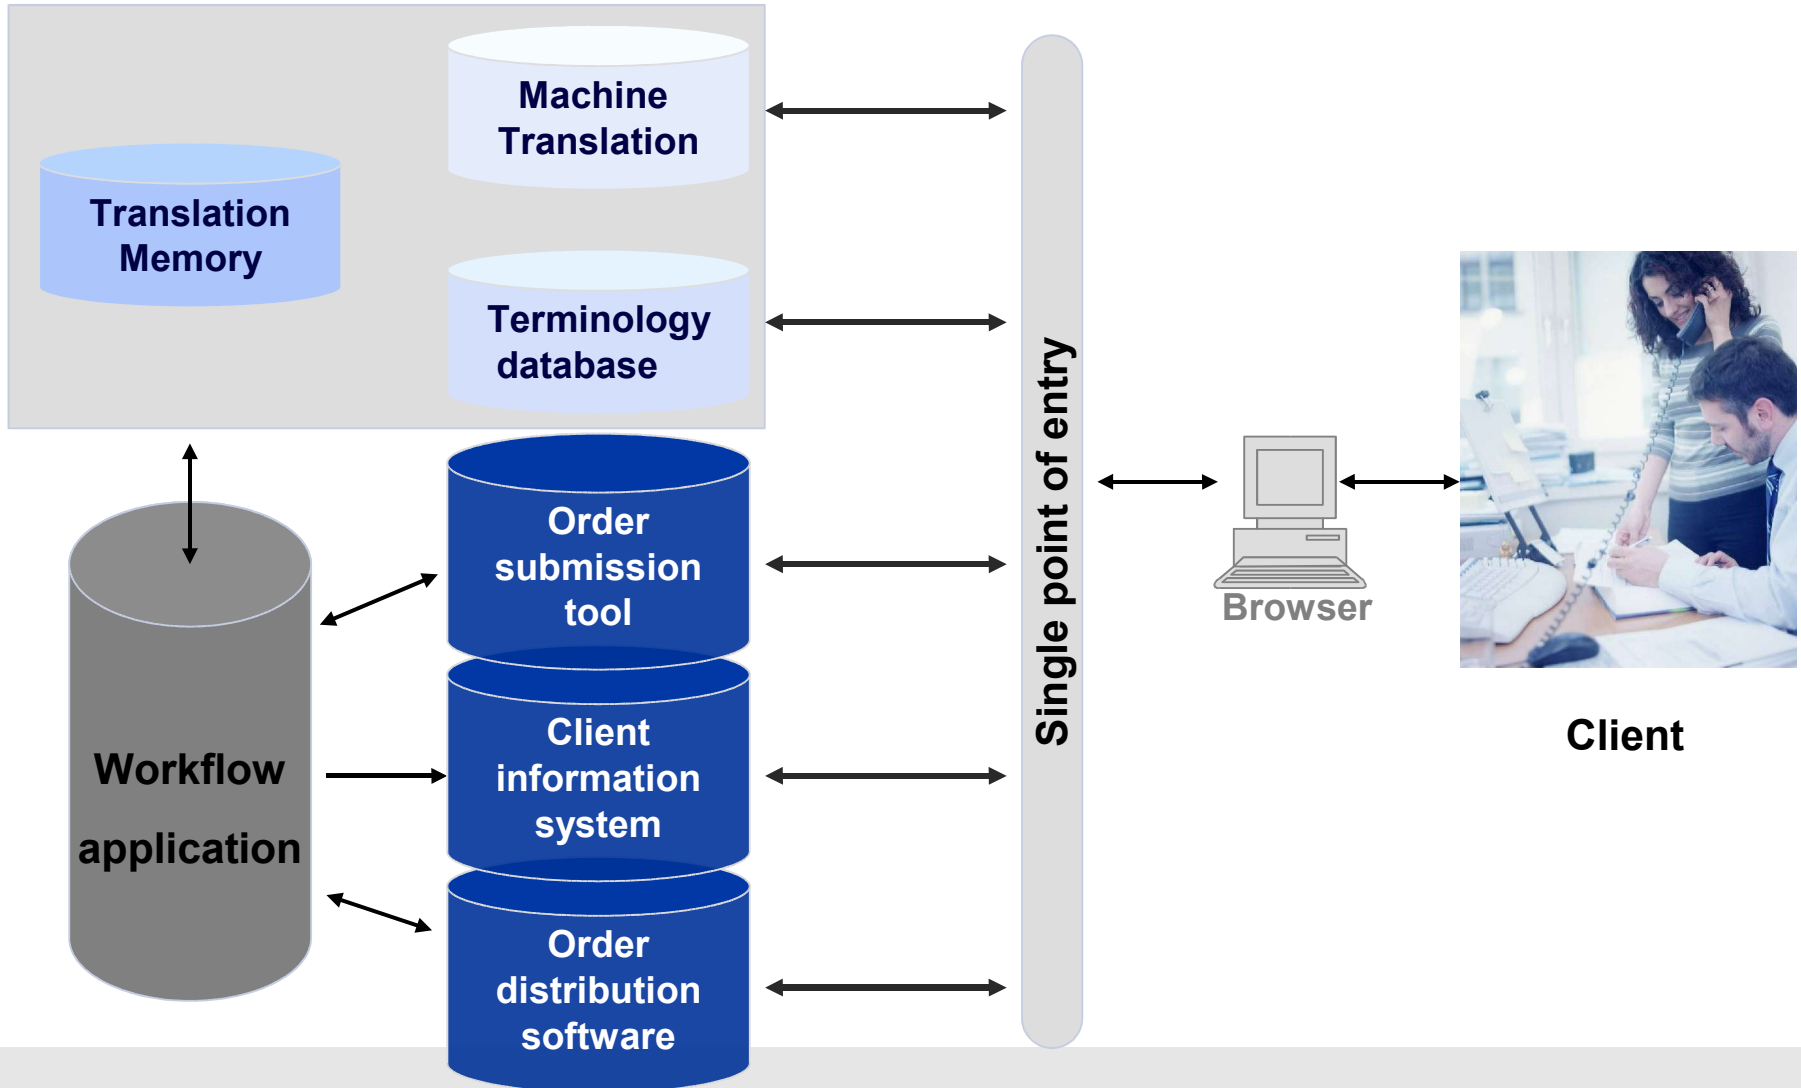 Machine
Translation
Translation
Memory
Terminology
database
Order
submission
tool
Client
information
system
Order
distribution
software
Workflow
application
Single point of entry
Browser
Client